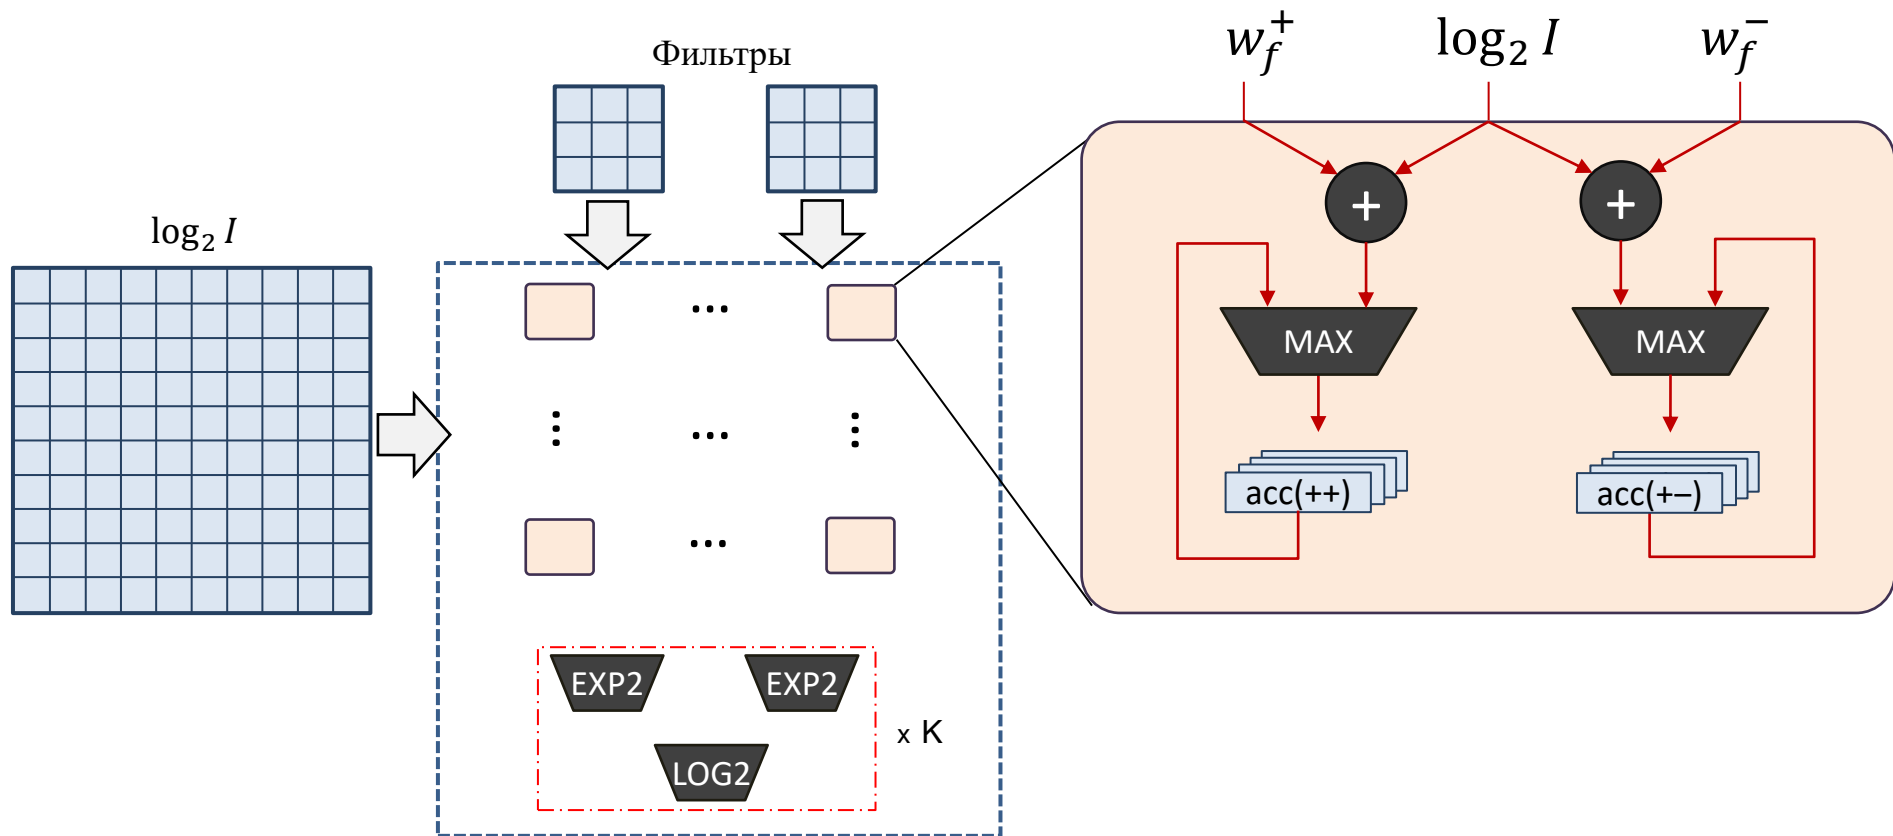 Фильтры
log₂ I
...
...
...
...
...
EXP2 EXP2
LOG2
x K
w_f^+ log₂ I w_f^-
+ +
MAX MAX
acc(++) acc(+−)